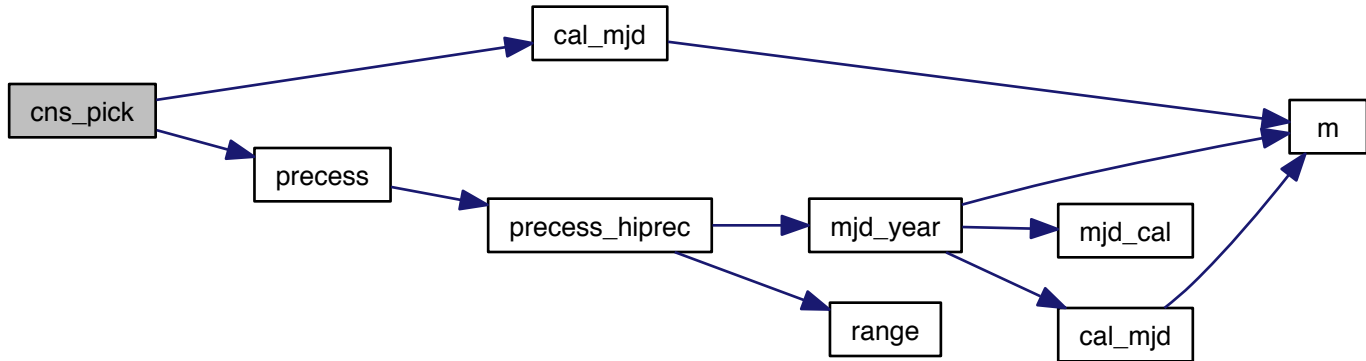 cal_mjd
cns_pick
m
precess
precess_hiprec
mjd_year
mjd_cal
range
cal_mjd